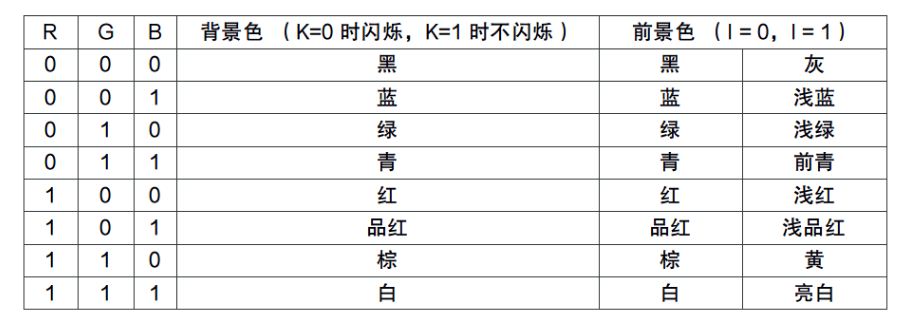 R G B 背景色 （K=0 时闪烁，K=1 时不闪烁） 前景色 （I = 0，I = 1）
0 0 0 黑 黑 灰
0 0 1 蓝 蓝 浅蓝
0 1 0 绿 绿 浅绿
0 1 1 青 青 前青
1 0 0 红 红 浅红
1 0 1 品红 品红 浅品红
1 1 0 棕 棕 黄
1 1 1 白 白 亮白